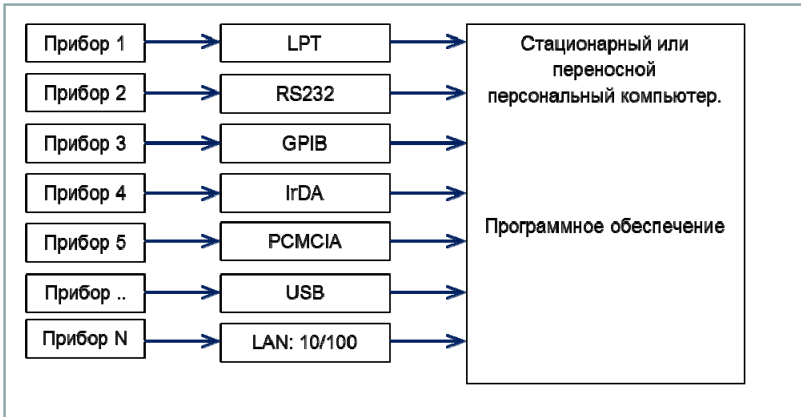 Прибор 1
LPT
Стационарный или
переносной
персональный компьютер.
Прибор 2
RS232
Прибор 3
GPIB
Прибор 4
IrDA
Программное обеспечение
Прибор 5
PCMCIA
Прибор ..
USB
Прибор N
LAN: 10/100